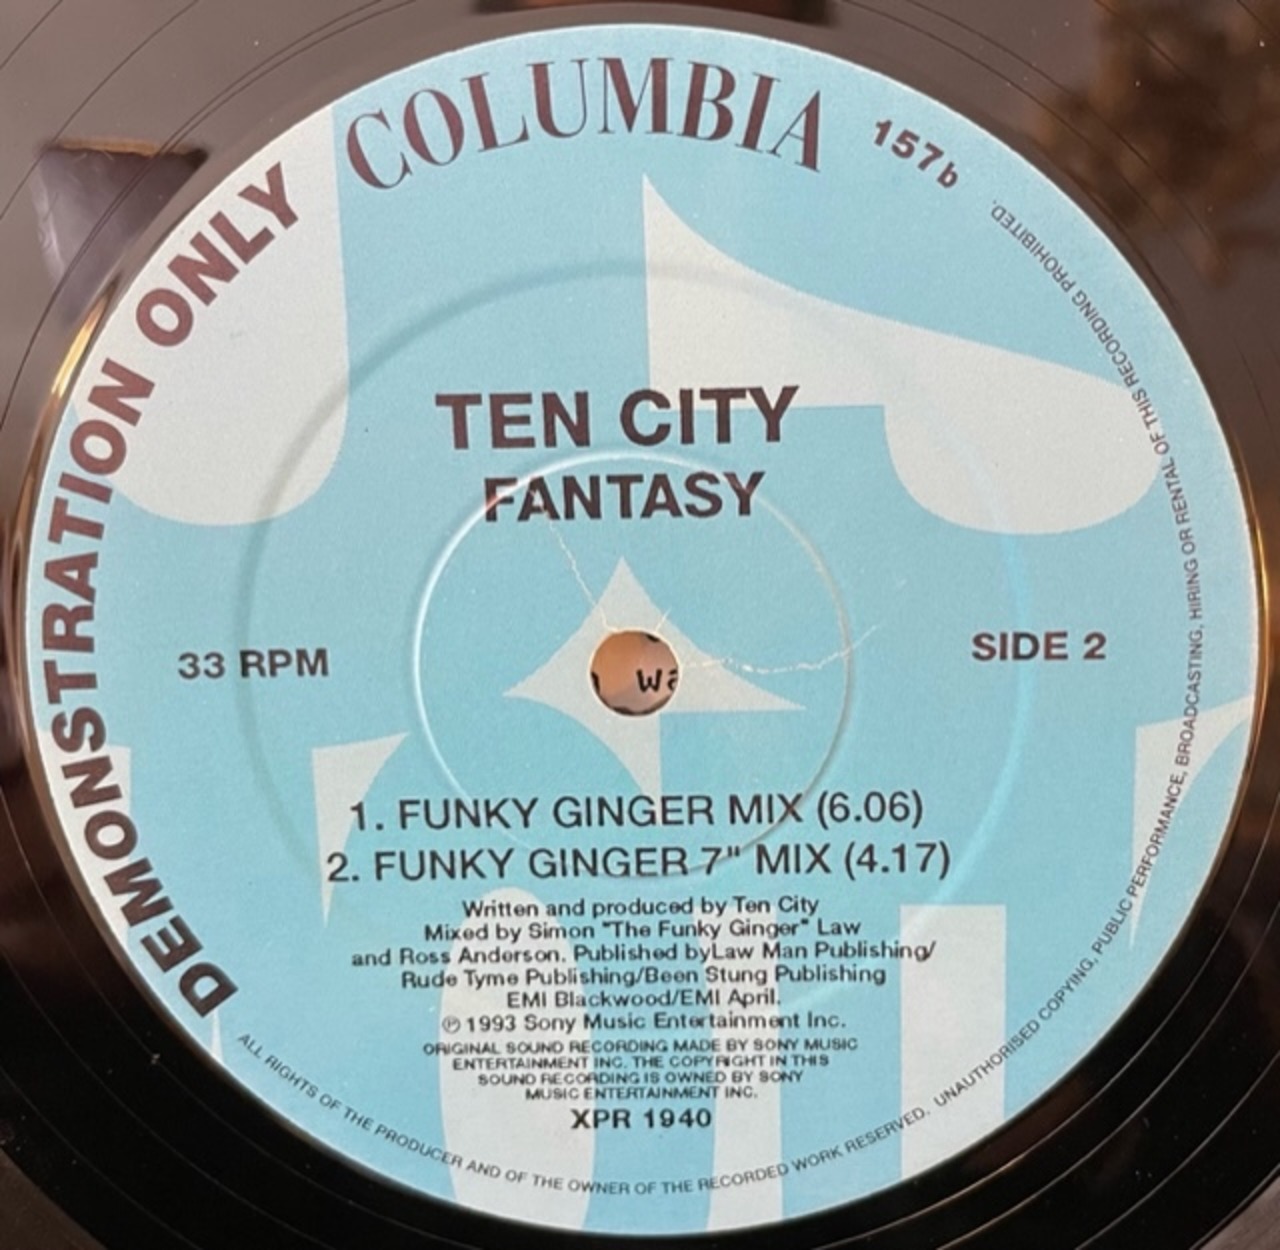 COLUMBIA
157b
DEMONSTRATION ONLY
TEN CITY
FANTASY
33 RPM
SIDE 2
1. FUNKY GINGER MIX (6.06)
2. FUNKY GINGER 7" MIX (4.17)
Written and produced by Ten City
Mixed by Simon "The Funky Ginger" Law
and Ross Anderson. Published byLaw Man Publishing/
Rude Tyme Publishing/Been Stung Publishing
EMI Blackwood/EMI April.
℗ 1993 Sony Music Entertainment Inc.
ORIGINAL SOUND RECORDING MADE BY SONY MUSIC
ENTERTAINMENT INC. THE COPYRIGHT IN THIS
SOUND RECORDING IS OWNED BY SONY
MUSIC ENTERTAINMENT INC.
XPR 1940
ALL RIGHTS OF THE PRODUCER AND OF THE OWNER OF THE RECORDED WORK RESERVED. UNAUTHORISED COPYING, PUBLIC PERFORMANCE, BROADCASTING, HIRING OR RENTAL OF THIS RECORDING PROHIBITED.